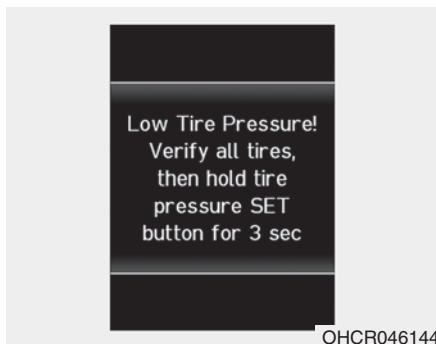 Low Tire Pressure!
Verify all tires,
then hold tire
pressure SET
button for 3 sec
OHCR046144